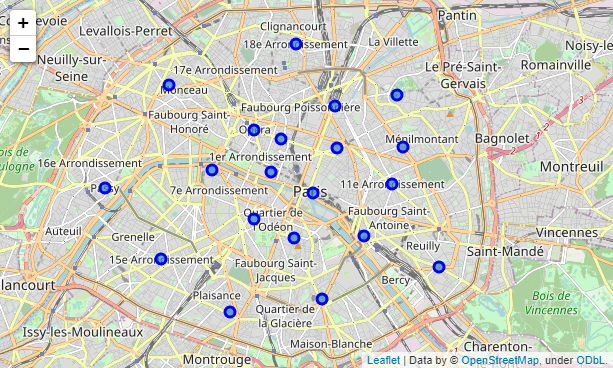 +
−
Levallois-Perret
Clignancourt
18e Arrondissement
La Villette
Pantin
Noisy-le
Romainville
Neuilly-sur-
Seine
17e Arrondissement
Monceau
Le Pré-Saint-
Gervais
Faubourg Saint-
Honoré
Faubourg Poissonnière
Opéra
Ménilmontant
Bagnolet
Bois de
ulogne
16e Arrondissement
1er Arrondissement
Montreuil
Passy
7e Arrondissement
Paris
11e Arrondissement
Quartier de
l'Odéon
Faubourg Saint-
Antoine
Auteuil
Grenelle
Reuilly
Vincennes
Saint-Mandé
15e Arrondissement
Faubourg Saint-
Jacques
Bercy
lancourt
Plaisance
Quartier de
la Glacière
Bois de
Vincennes
Issy-les-Moulineaux
Maison-Blanche
Montrouge
Charenton-
Leaflet | Data by © OpenStreetMap, under ODbL.